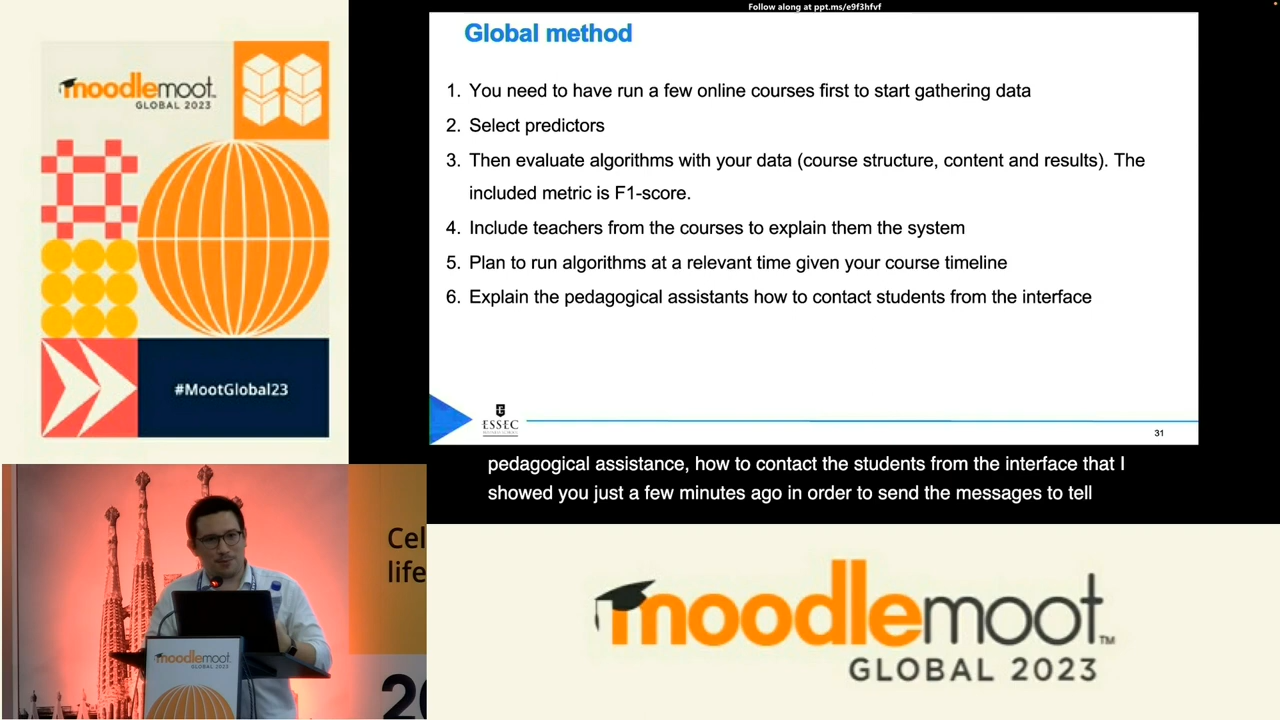 Follow along at ppt.ms/e9f3hfvf
moodlemoot
GLOBAL 2023
#MootGlobal23
Global method
1. You need to have run a few online courses first to start gathering data
2. Select predictors
3. Then evaluate algorithms with your data (course structure, content and results). The
included metric is F1-score.
4. Include teachers from the courses to explain them the system
5. Plan to run algorithms at a relevant time given your course timeline
6. Explain the pedagogical assistants how to contact students from the interface
ESSEC
31
pedagogical assistance, how to contact the students from the interface that I
showed you just a few minutes ago in order to send the messages to tell
Cel
life
moodlemoot
GLOBAL 2023
moodlemoot™
GLOBAL 2023